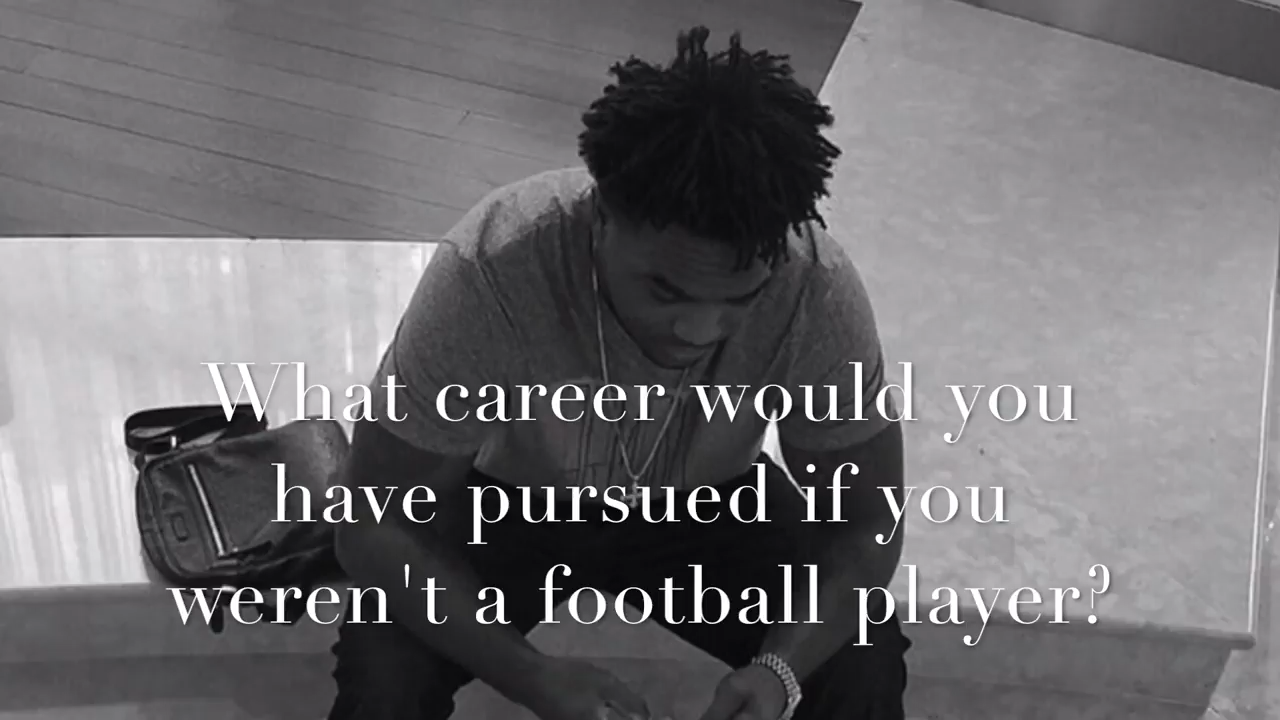 What career would you
have pursued if you
weren't a football player?